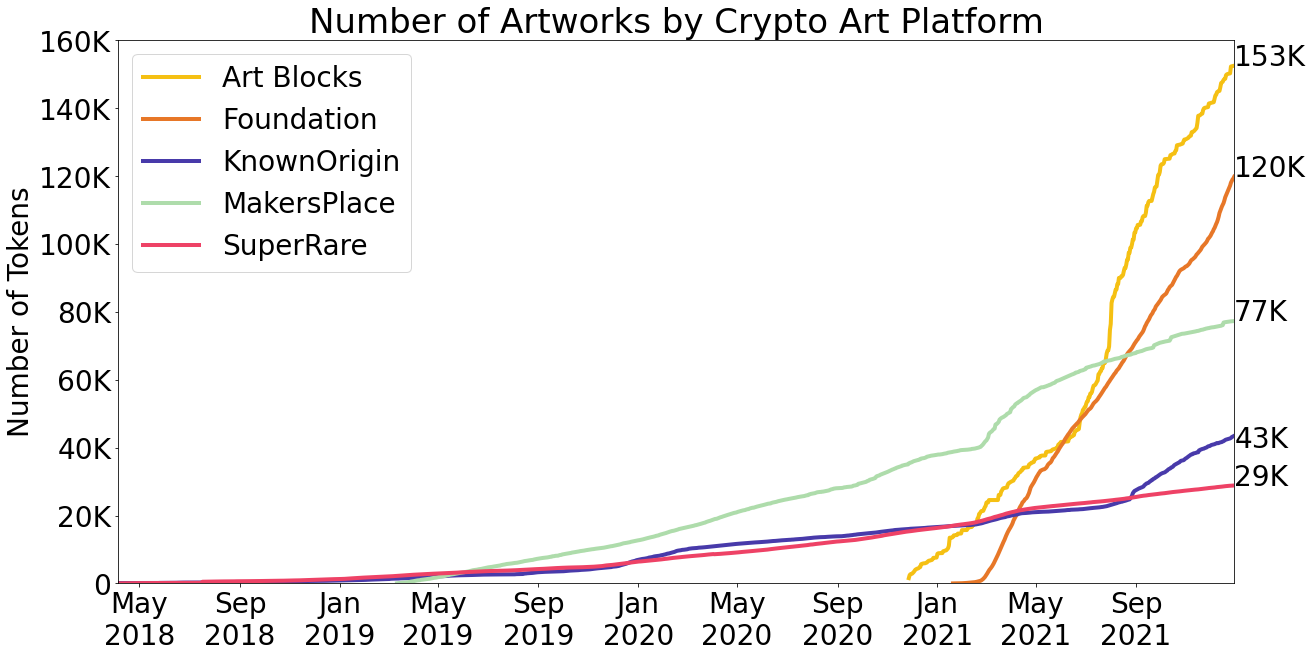 Number of Artworks by Crypto Art Platform
160K
140K
120K
100K
80K
60K
40K
20K
0
Number of Tokens
Art Blocks
Foundation
KnownOrigin
MakersPlace
SuperRare
153K
120K
77K
43K
29K
May Sep Jan May Sep Jan May Sep Jan May Sep
2018 2018 2019 2019 2019 2020 2020 2020 2021 2021 2021